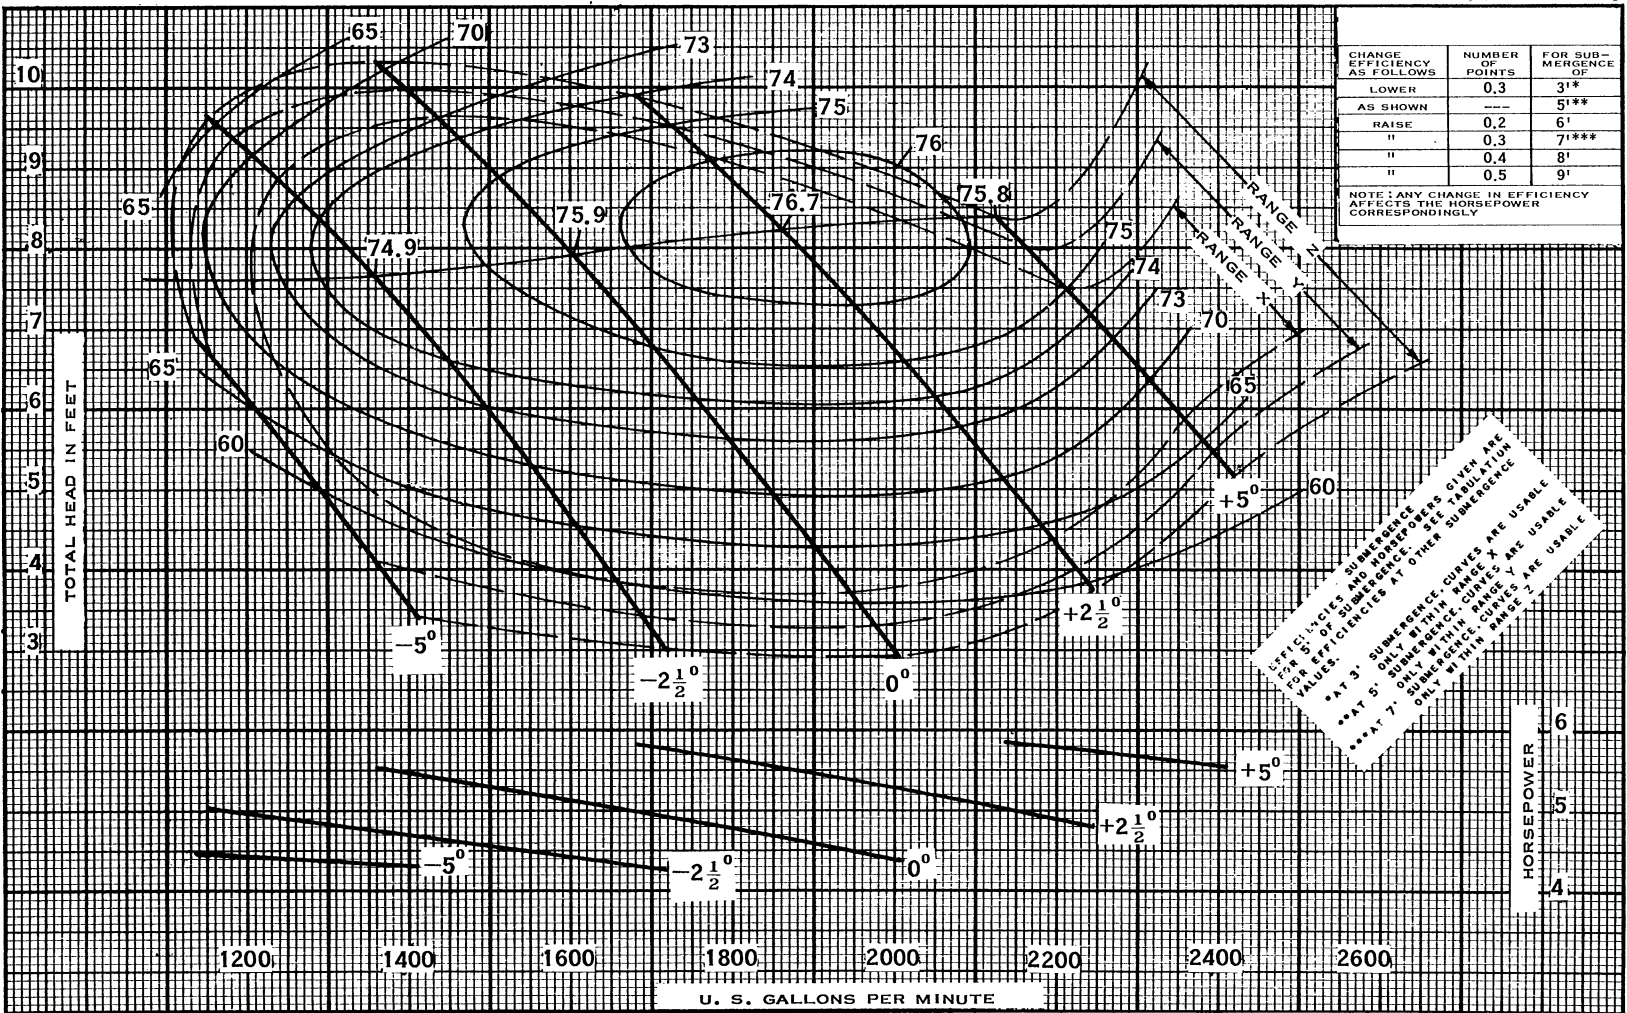 65
70
73
74
75
76
10
9
8
7
6
5
4
3
TOTAL HEAD IN FEET
65
65
60
74.9
75.9
76.7
75.8
75
74
73
70
65
60
RANGE Z
RANGE Y
RANGE X
−5°
−2½°
0°
+2½°
+5°
CHANGE EFFICIENCY AS FOLLOWS
NUMBER OF POINTS
FOR SUB-MERGENCE OF
LOWER 0.3 3'*
AS SHOWN --- 5'**
RAISE 0.2 6'
" 0.3 7'***
" 0.4 8'
" 0.5 9'
NOTE: ANY CHANGE IN EFFICIENCY
AFFECTS THE HORSEPOWER
CORRESPONDINGLY
SUBMERGENCE
EFFICIENCIES AND HORSEPOWERS GIVEN ARE
FOR 5' OF SUBMERGENCE. SEE TABULATION
FOR EFFICIENCIES AT OTHER SUBMERGENCE
VALUES.
*AT 3' SUBMERGENCE, CURVES ARE USABLE
ONLY WITHIN RANGE X
**AT 5' SUBMERGENCE, CURVES ARE USABLE
ONLY WITHIN RANGE Y
***AT 7' SUBMERGENCE, CURVES ARE USABLE
ONLY WITHIN RANGE Z
−5°
−2½°
0°
+2½°
+5°
HORSEPOWER
6
5
4
1200 1400 1600 1800 2000 2200 2400 2600
U. S. GALLONS PER MINUTE